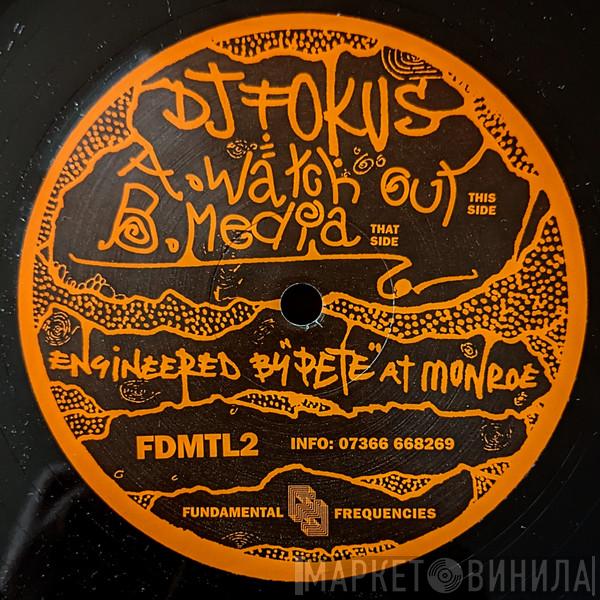 DJ FOKUS
A. Watch Out THIS SIDE
B. Media THAT SIDE
ENGINEERED BY "PETE" AT MONROE
FDMTL2 INFO: 07366 668269
FUNDAMENTAL FREQUENCIES
МАРКЕТ ВИНИЛА